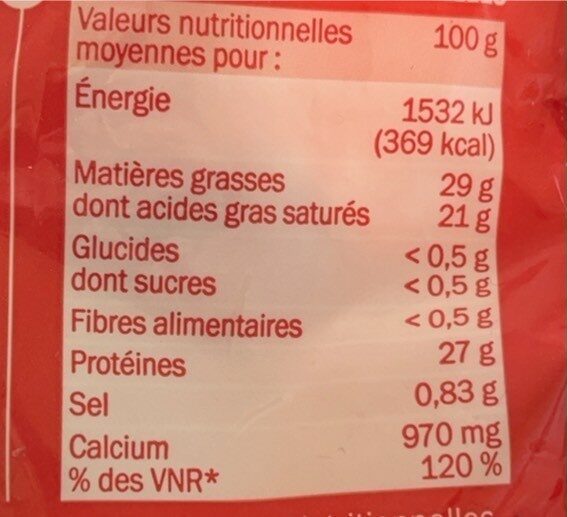 Valeurs nutritionnelles
moyennes pour : 100 g
Énergie 1532 kJ
(369 kcal)
Matières grasses 29 g
dont acides gras saturés 21 g
Glucides < 0,5 g
dont sucres < 0,5 g
Fibres alimentaires < 0,5 g
Protéines 27 g
Sel 0,83 g
Calcium 970 mg
% des VNR* 120 %